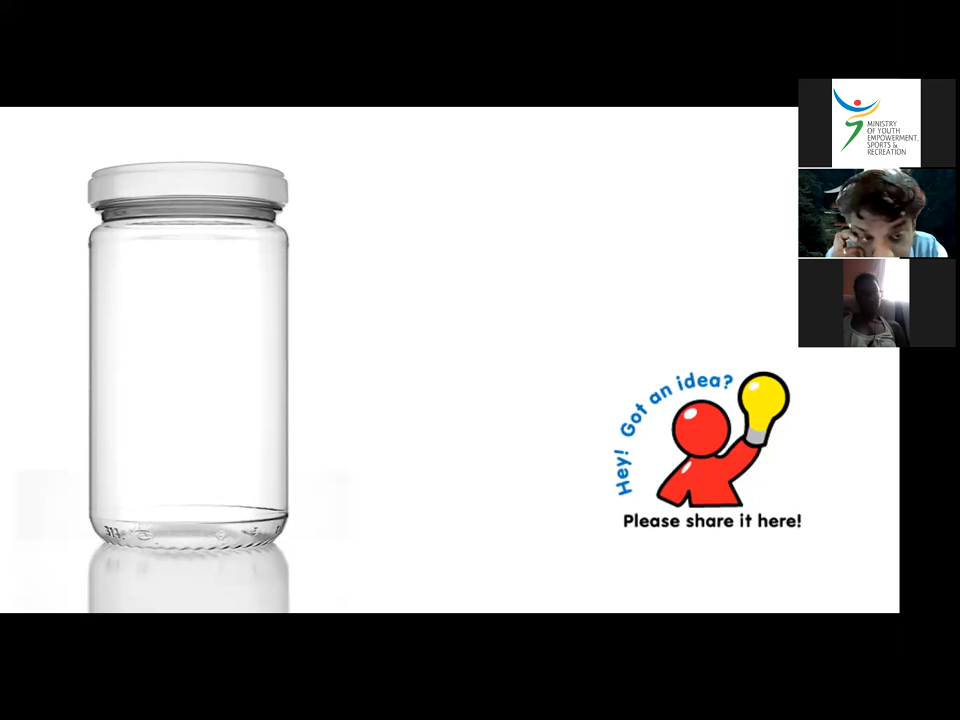 MINISTRY
OF YOUTH
EMPOWERMENT,
SPORTS &
RECREATION
Hey! Got an idea?
Please share it here!